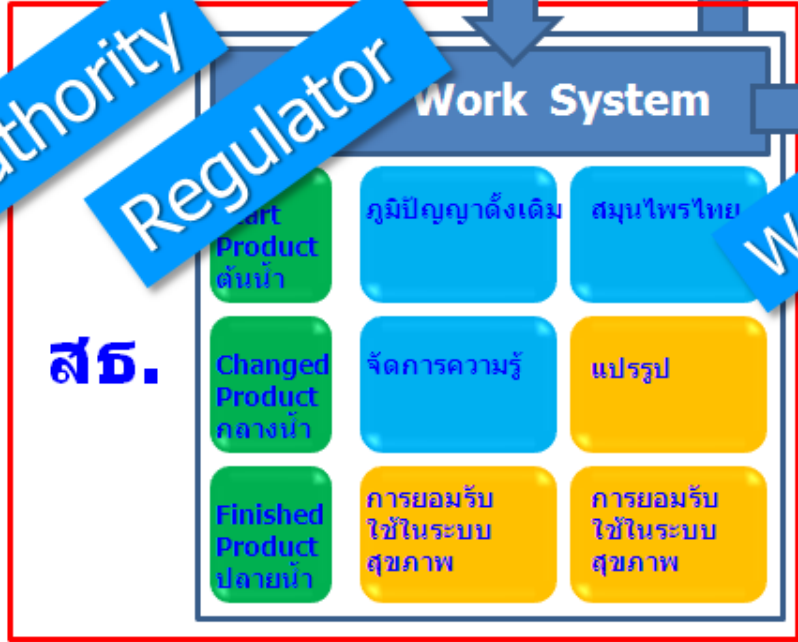 Regulator
Work System
Product
ต้นน้ำ
ภูมิปัญญาดั้งเดิม
สมุนไพรไทย
สธ.
Changed
Product
กลางน้ำ
จัดการความรู้
แปรรูป
Finished
Product
ปลายน้ำ
การยอมรับ
ใช้ในระบบ
สุขภาพ
การยอมรับ
ใช้ในระบบ
สุขภาพ